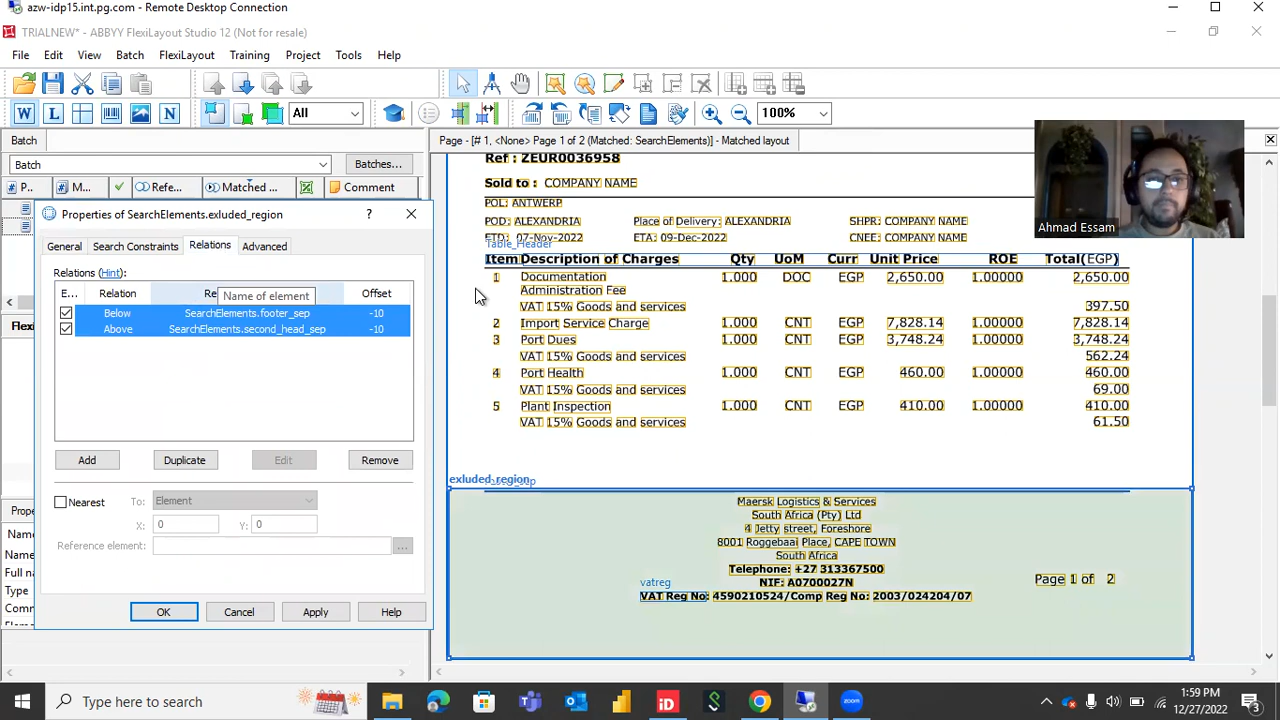 azw-idp15.int.pg.com - Remote Desktop Connection
TRIALNEW* - ABBYY FlexiLayout Studio 12 (Not for resale)
File Edit View Batch FlexiLayout Training Project Tools Help
W L N All 100%
Batch
Page - [# 1, <None> Page 1 of 2 (Matched: SearchElements)] - Matched layout
Batch Batches...
P... M... Refe... Matched ... Comment
Properties of SearchElements.exluded_region ?
General Search Constraints Relations Advanced
Relations (Hint):
E... Relation Re Offset
Name of element
Below SearchElements.footer_sep -10
Above SearchElements.second_head_sep -10
Add Duplicate Edit Remove
Nearest To: Element
X: 0 Y: 0
Reference element: ...
OK Cancel Apply Help
Flexi
Prope
Name
Name
Full na
Type
Comm
Ref : ZEUR0036958
Sold to : COMPANY NAME
POL: ANTWERP
POD: ALEXANDRIA Place of Delivery: ALEXANDRIA SHPR: COMPANY NAME
ETD: 07-Nov-2022 ETA: 09-Dec-2022 CNEE: COMPANY NAME
Table_Header
Item Description of Charges Qty UoM Curr Unit Price ROE Total(EGP)
1 Documentation 1.000 DOC EGP 2,650.00 1.00000 2,650.00
Administration Fee
VAT 15% Goods and services 397.50
2 Import Service Charge 1.000 CNT EGP 7,828.14 1.00000 7,828.14
3 Port Dues 1.000 CNT EGP 3,748.24 1.00000 3,748.24
VAT 15% Goods and services 562.24
4 Port Health 1.000 CNT EGP 460.00 1.00000 460.00
VAT 15% Goods and services 69.00
5 Plant Inspection 1.000 CNT EGP 410.00 1.00000 410.00
VAT 15% Goods and services 61.50
exluded_region
Maersk Logistics & Services
South Africa (Pty) Ltd
4 Jetty street, Foreshore
8001 Roggebaai Place, CAPE TOWN
South Africa
Telephone: +27 313367500
NIF: A0700027N
Page 1 of 2
vatreg
VAT Reg No: 4590210524/Comp Reg No: 2003/024204/07
Ahmad Essam
Type here to search
zoom
1:59 PM
12/27/2022
3